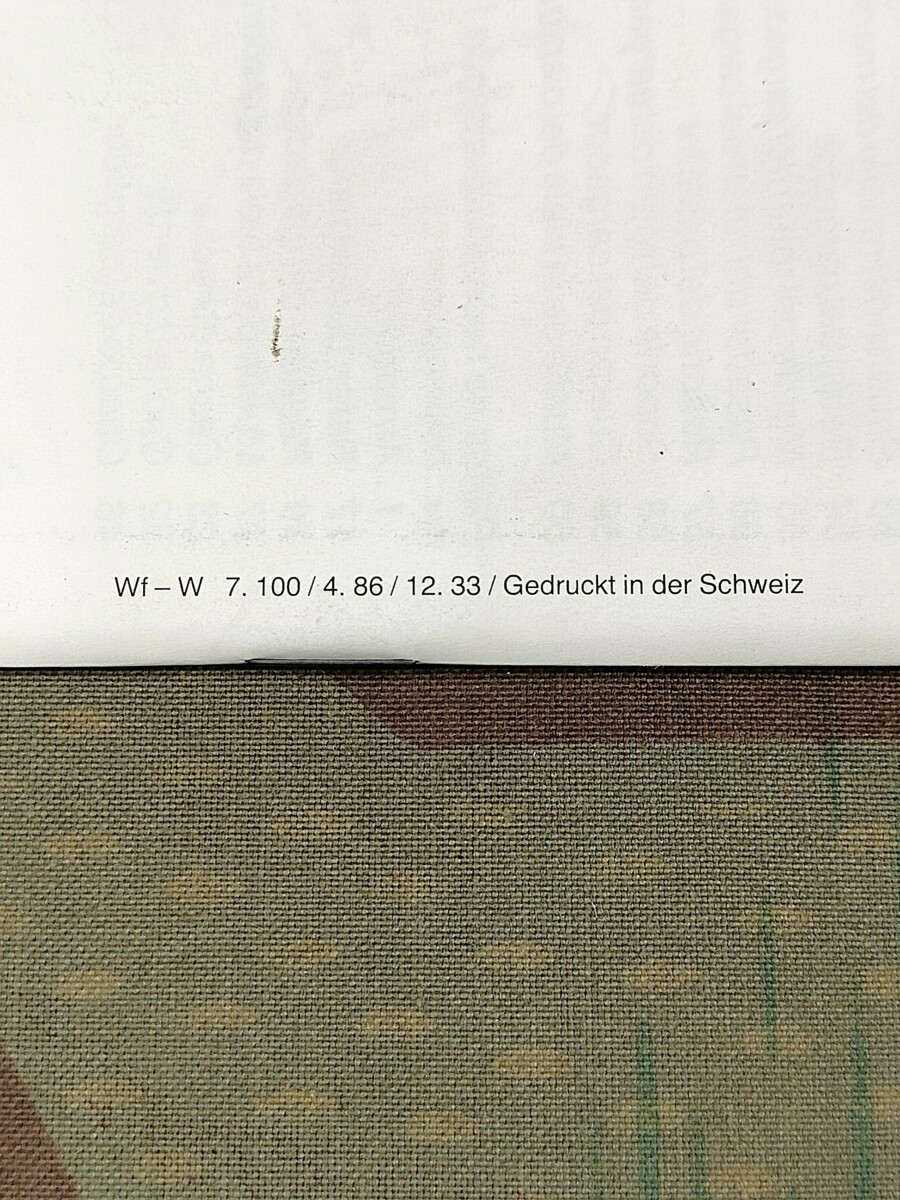 Wf – W 7. 100 / 4. 86 / 12. 33 / Gedruckt in der Schweiz